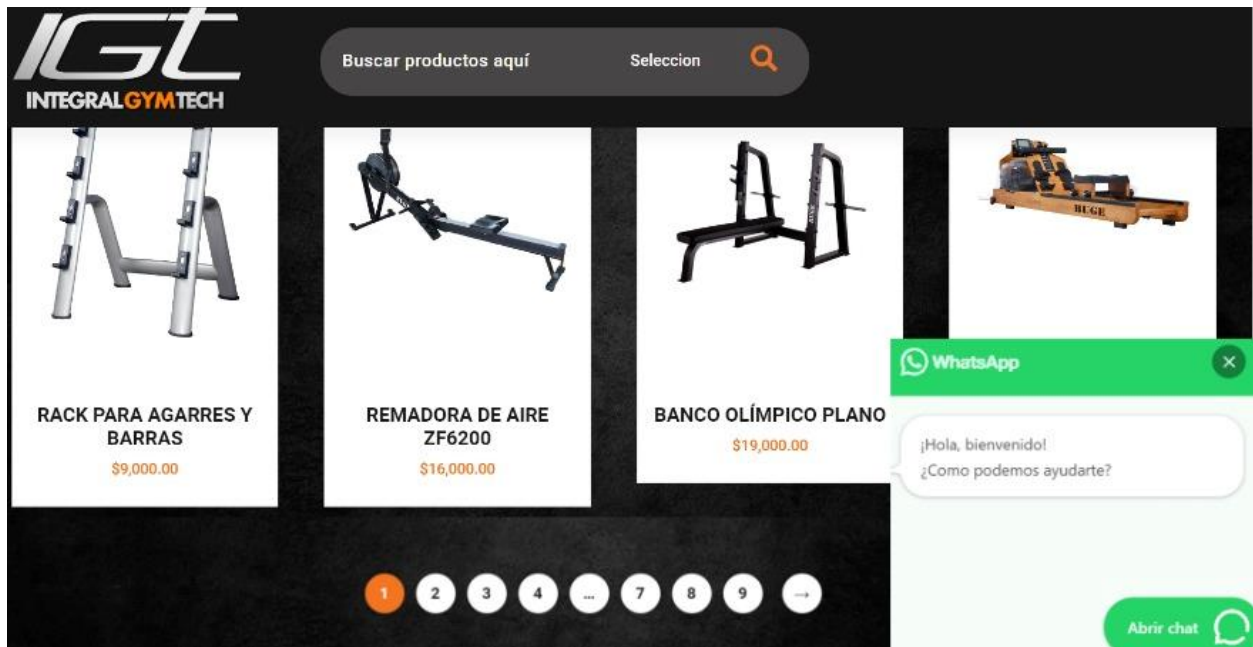 IGt
INTEGRALGYMTECH
Buscar productos aquí
Seleccion
HUGE
RACK PARA AGARRES Y
BARRAS
$9,000.00
REMADORA DE AIRE
ZF6200
$16,000.00
BANCO OLÍMPICO PLANO
$19,000.00
WhatsApp
¡Hola, bienvenido!
¿Como podemos ayudarte?
1 2 3 4 ... 7 8 9 →
Abrir chat